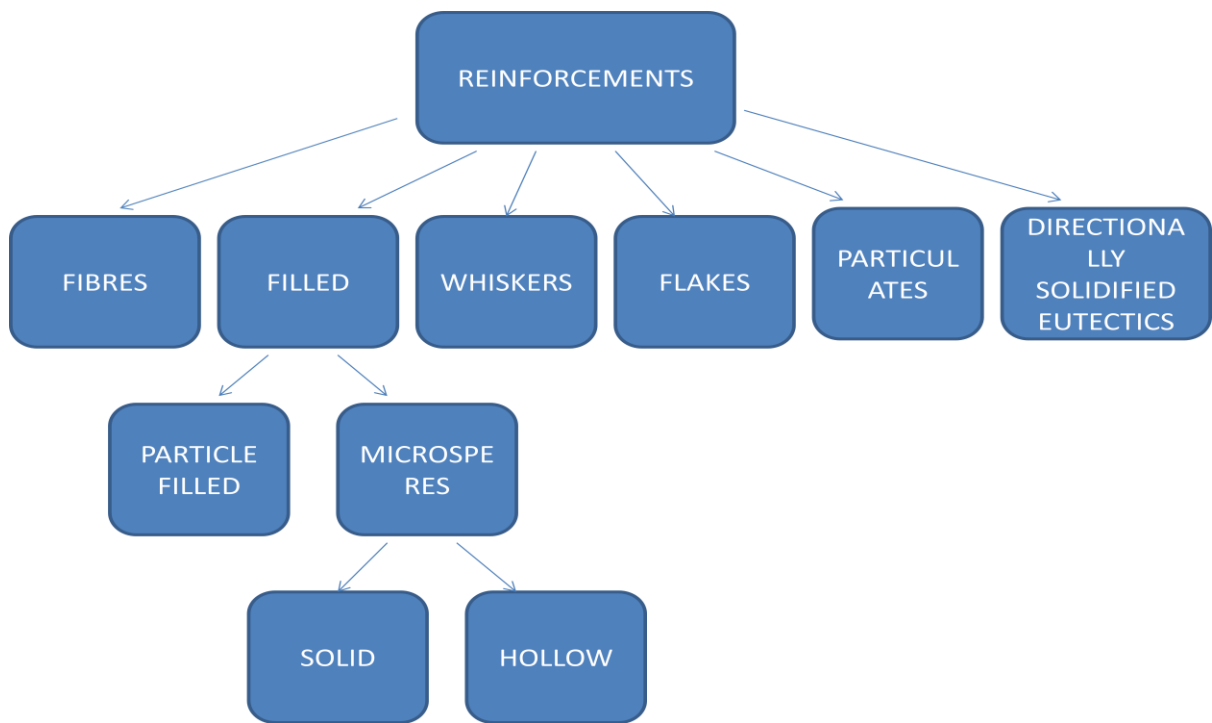 REINFORCEMENTS
FIBRES
FILLED
WHISKERS
FLAKES
PARTICUL
ATES
DIRECTIONA
LLY
SOLIDIFIED
EUTECTICS
PARTICLE
FILLED
MICROSPE
RES
SOLID
HOLLOW